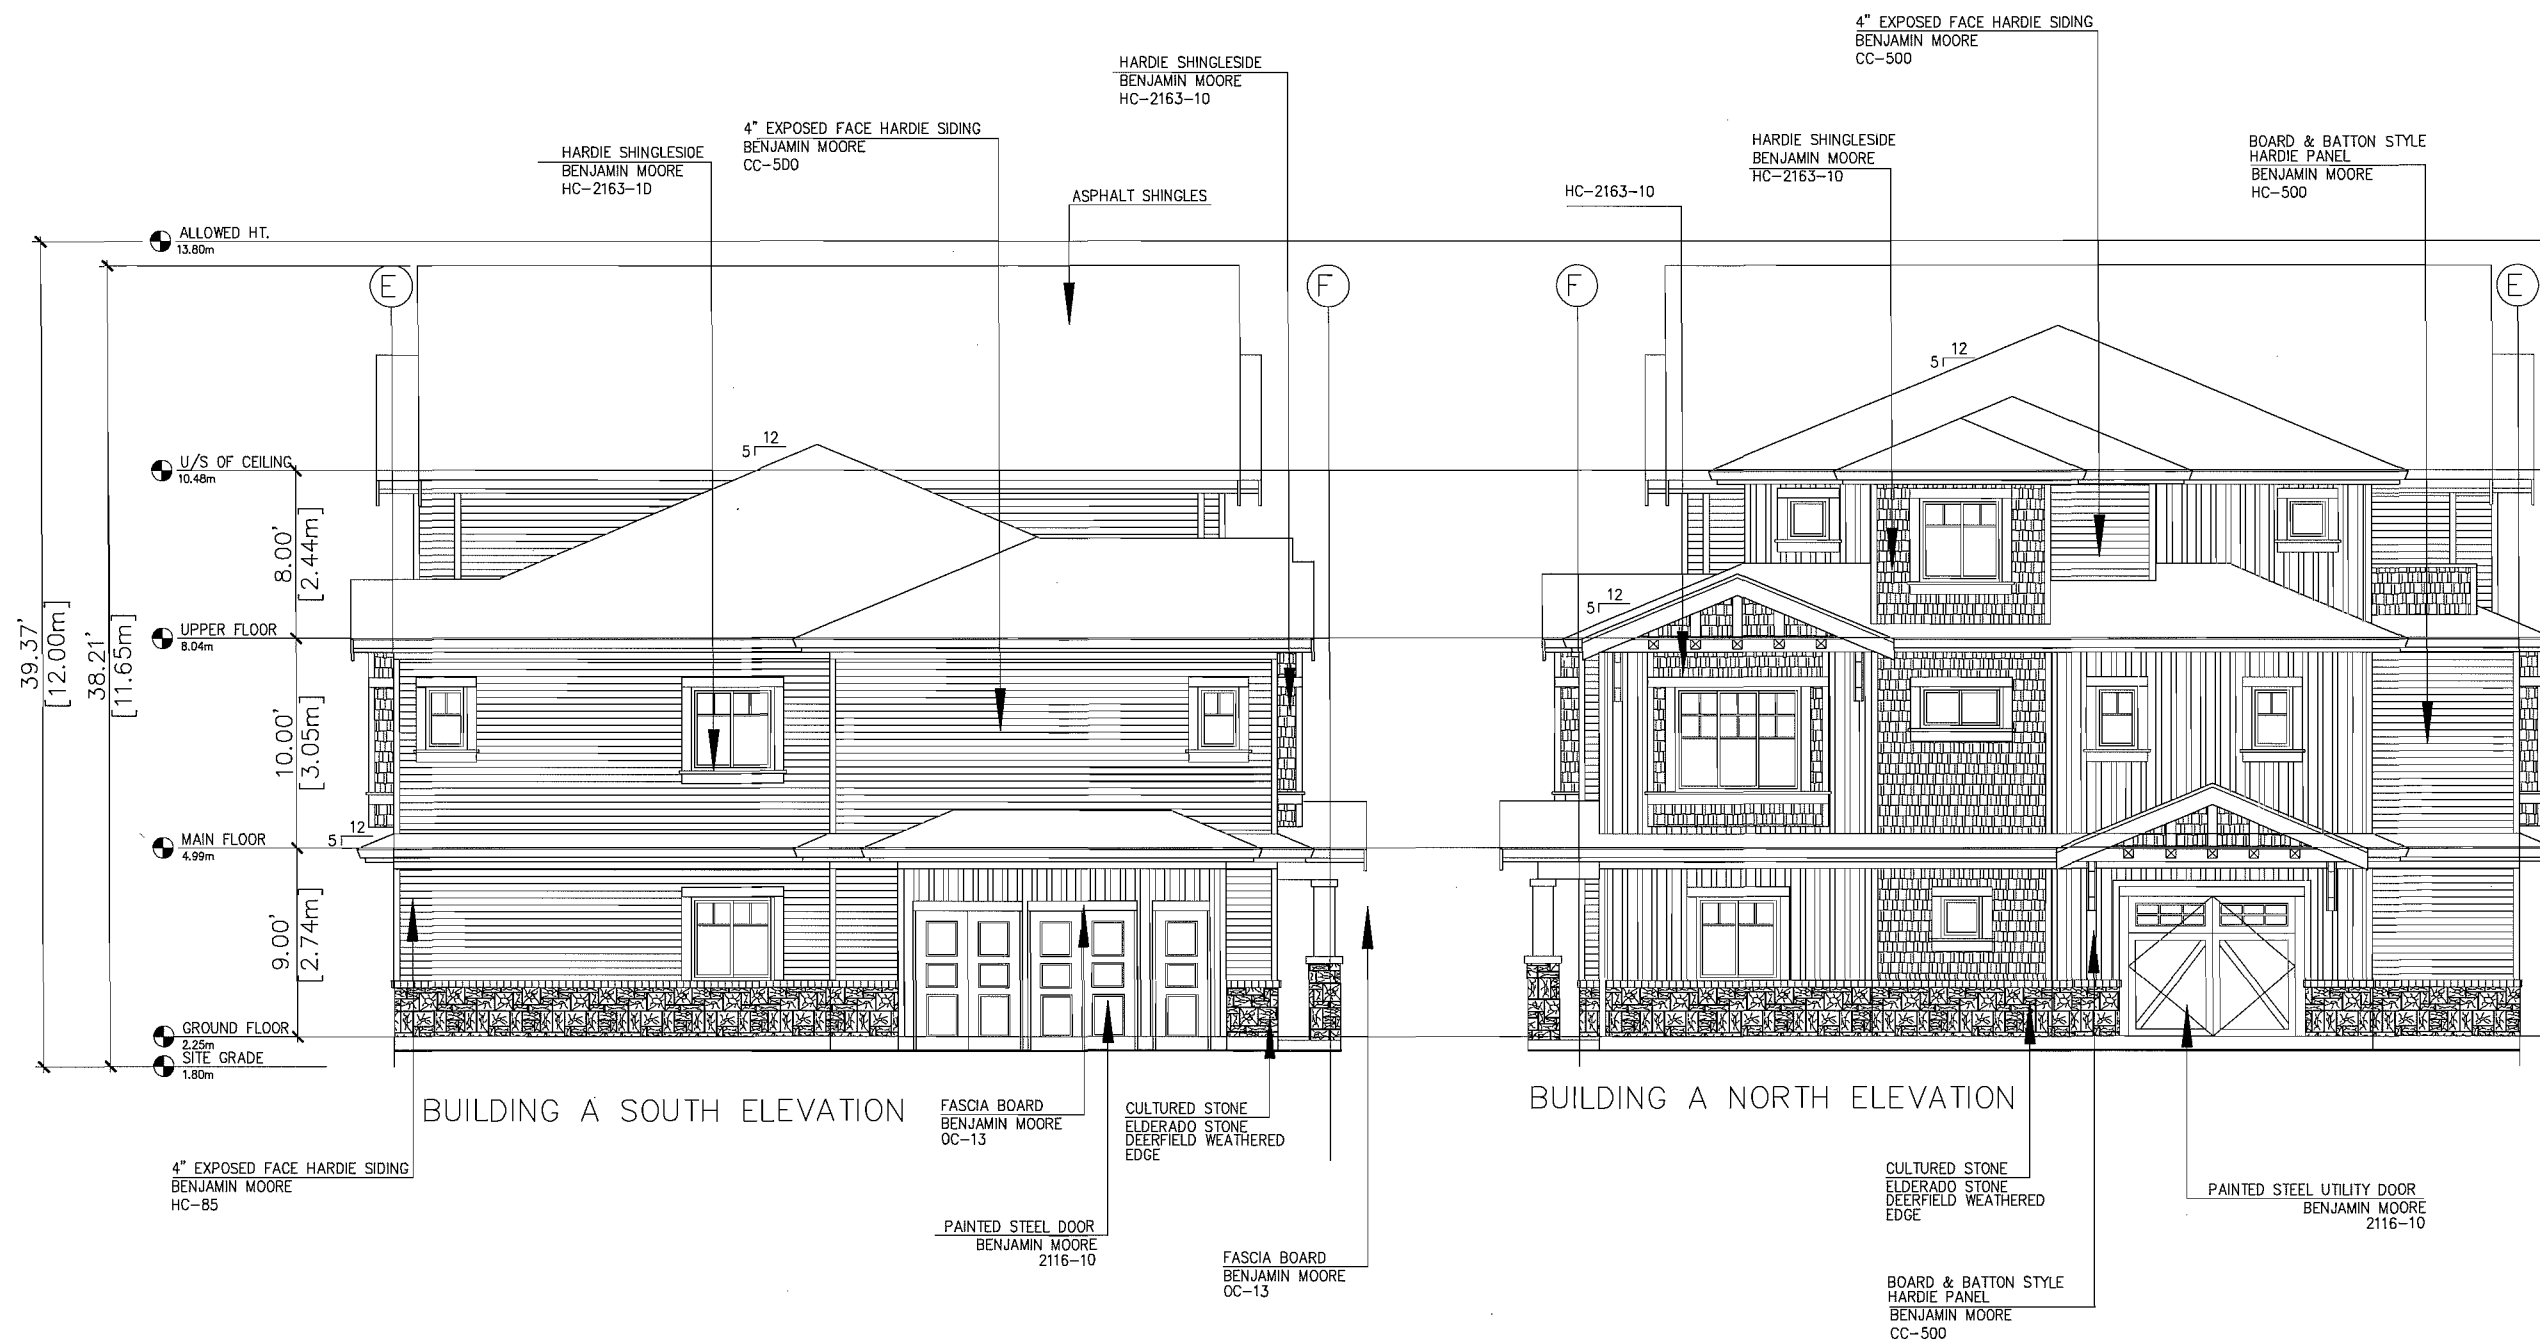 4" EXPOSED FACE HARDIE SIDING
BENJAMIN MOORE
CC-500
HARDIE SHINGLESIDE
BENJAMIN MOORE
HC-2163-10
4" EXPOSED FACE HARDIE SIDING
BENJAMIN MOORE
CC-5D0
HARDIE SHINGLESIDE
BENJAMIN MOORE
HC-2163-1D
ASPHALT SHINGLES
HC-2163-10
HARDIE SHINGLESIDE
BENJAMIN MOORE
HC-2163-10
BOARD & BATTON STYLE
HARDIE PANEL
BENJAMIN MOORE
HC-500
ALLOWED HT.
13.80m
E
F
F
E
5
12
5
12
U/S OF CEILING
10.48m
8.00'
[2.44m]
5
12
UPPER FLOOR
8.04m
39.37'
[12.00m]
38.21'
[11.65m]
10.00'
[3.05m]
5
12
MAIN FLOOR
4.99m
9.00'
[2.74m]
GROUND FLOOR
2.25m
SITE GRADE
1.80m
BUILDING A SOUTH ELEVATION
BUILDING A NORTH ELEVATION
FASCIA BOARD
BENJAMIN MOORE
OC-13
CULTURED STONE
ELDERADO STONE
DEERFIELD WEATHERED
EDGE
4" EXPOSED FACE HARDIE SIDING
BENJAMIN MOORE
HC-85
PAINTED STEEL DOOR
BENJAMIN MOORE
2116-10
FASCIA BOARD
BENJAMIN MOORE
OC-13
CULTURED STONE
ELDERADO STONE
DEERFIELD WEATHERED
EDGE
PAINTED STEEL UTILITY DOOR
BENJAMIN MOORE
2116-10
BOARD & BATTON STYLE
HARDIE PANEL
BENJAMIN MOORE
CC-500